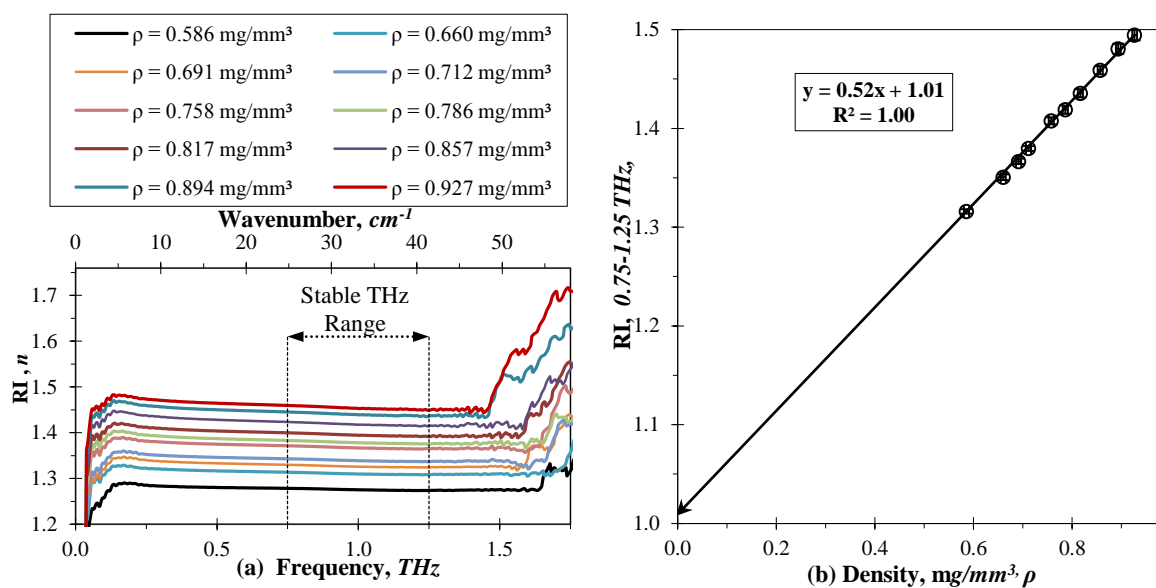 ρ = 0.586 mg/mm³ ρ = 0.660 mg/mm³
ρ = 0.691 mg/mm³ ρ = 0.712 mg/mm³
ρ = 0.758 mg/mm³ ρ = 0.786 mg/mm³
ρ = 0.817 mg/mm³ ρ = 0.857 mg/mm³
ρ = 0.894 mg/mm³ ρ = 0.927 mg/mm³
Wavenumber, cm⁻¹
0 10 20 30 40 50
RI , n
1.7
1.6
1.5
1.4
1.3
1.2
Stable THz
Range
0.0 0.5 1.0 1.5
(a) Frequency, THz
RI, 0.75-1.25 THz,
1.5
1.4
1.3
1.2
1.1
1.0
y = 0.52x + 1.01
R² = 1.00
0.0 0.2 0.4 0.6 0.8
(b) Density, mg/mm³, ρ